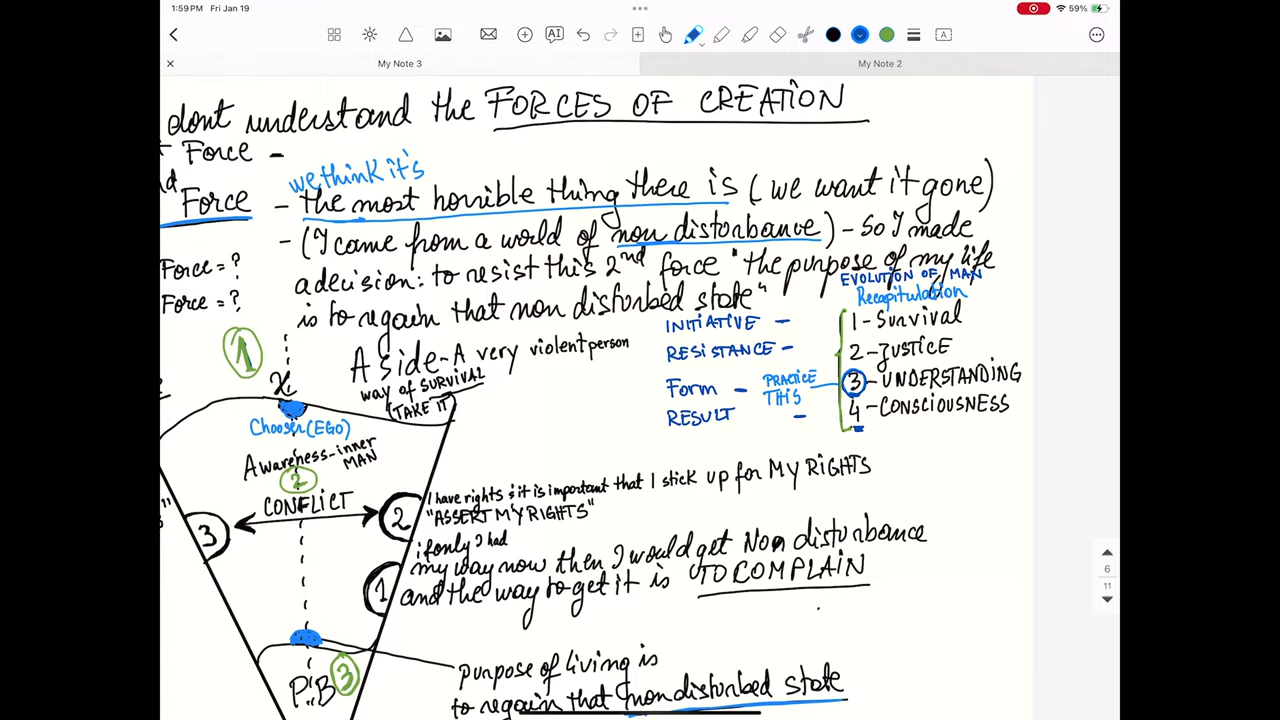 1:59 PM Fri Jan 19
59%
My Note 3
My Note 2
dont understand the FORCES OF CREATION
Force -
we think it's
Force - the most horrible thing there is (we want it gone)
- (I came from a world of non disturbance) - So I made
a decision: to resist this 2nd force "the purpose of my life
is to regain that non disturbed state"
Force = ?
Force = ?
EVOLUTION OF MAN
Recapitulation
INITIATIVE -
RESISTANCE -
Form -
RESULT -
PRACTICE
THIS
1 - Survival
2 - JUSTICE
3 - UNDERSTANDING
4 - CONSCIOUSNESS
1
X
A side - A very violent person
way of SURVIVAL
(TAKE IT)
Chooser (EGO)
Awareness - inner
MAN
2
CONFLICT
3
2
I have rights & it is important that I stick up for MY RIGHTS
"ASSERT MY RIGHTS"
1
if only I had
my way now then I would get Non disturbance
and the way to get it is "TO COMPLAIN
P.B
3
purpose of living is
to regain that non disturbed state
6
11